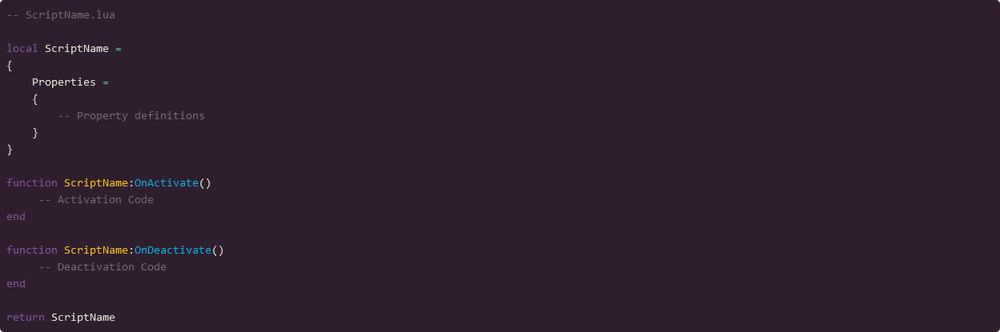 -- ScriptName.lua
local ScriptName =
{
Properties =
{
-- Property definitions
}
}
function ScriptName:OnActivate()
-- Activation Code
end
function ScriptName:OnDeactivate()
-- Deactivation Code
end
return ScriptName